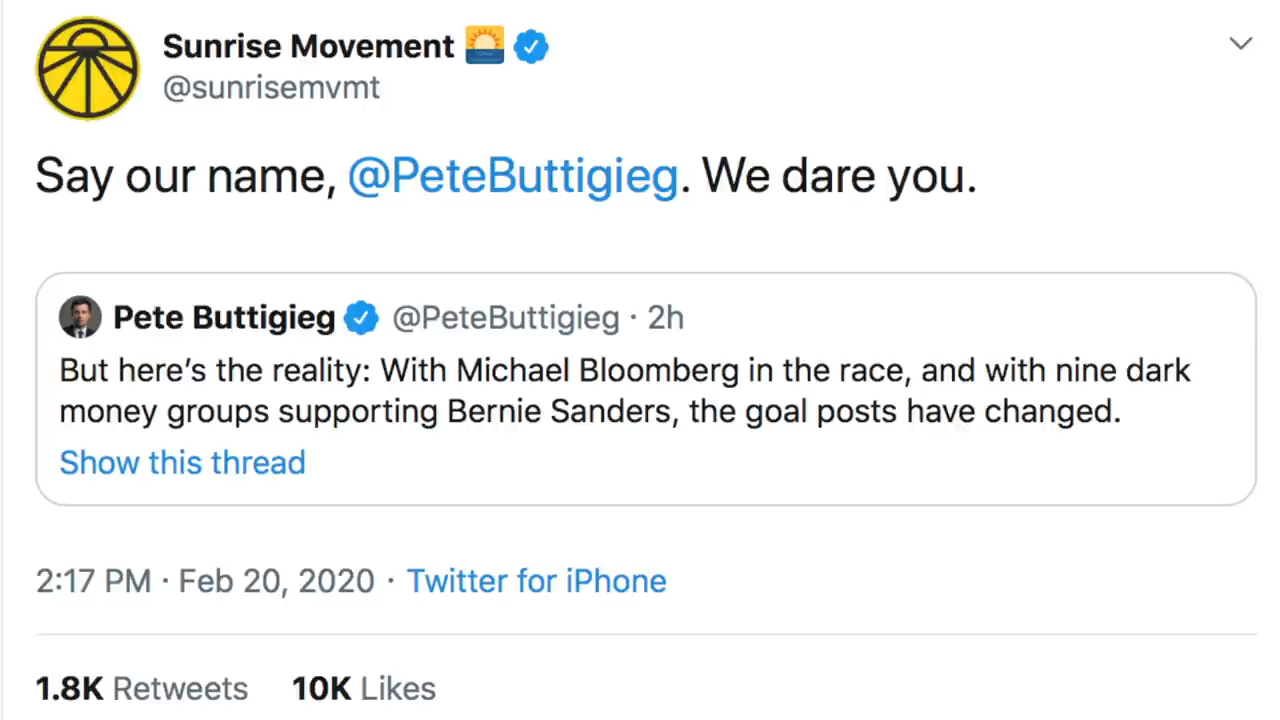 Sunrise Movement 🌅
@sunrisemvmt
Say our name, @PeteButtigieg. We dare you.
Pete Buttigieg @PeteButtigieg · 2h
But here’s the reality: With Michael Bloomberg in the race, and with nine dark
money groups supporting Bernie Sanders, the goal posts have changed.
Show this thread
2:17 PM · Feb 20, 2020 · Twitter for iPhone
1.8K Retweets 10K Likes